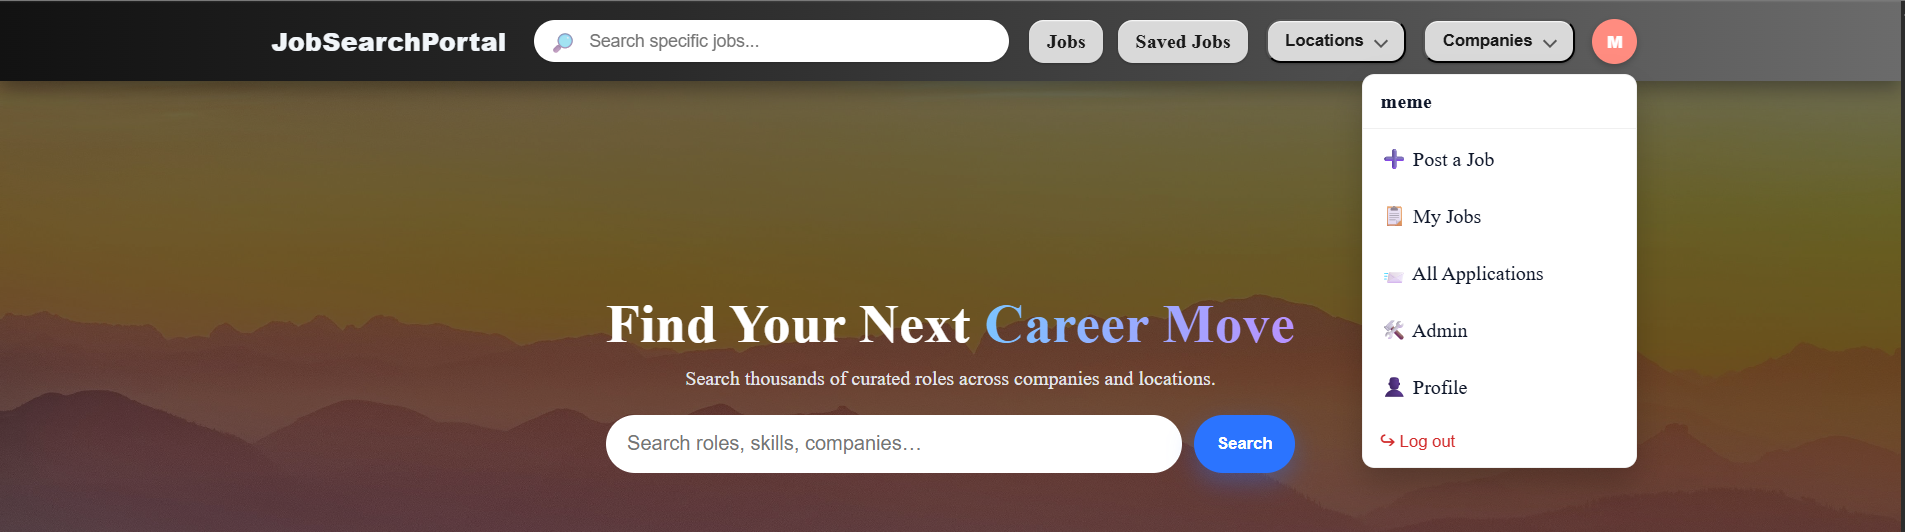 JobSearchPortal
Search specific jobs...
Jobs
Saved Jobs
Locations
Companies
M
meme
Post a Job
My Jobs
All Applications
Admin
Profile
Log out
Find Your Next Career Move
Search thousands of curated roles across companies and locations.
Search roles, skills, companies…
Search